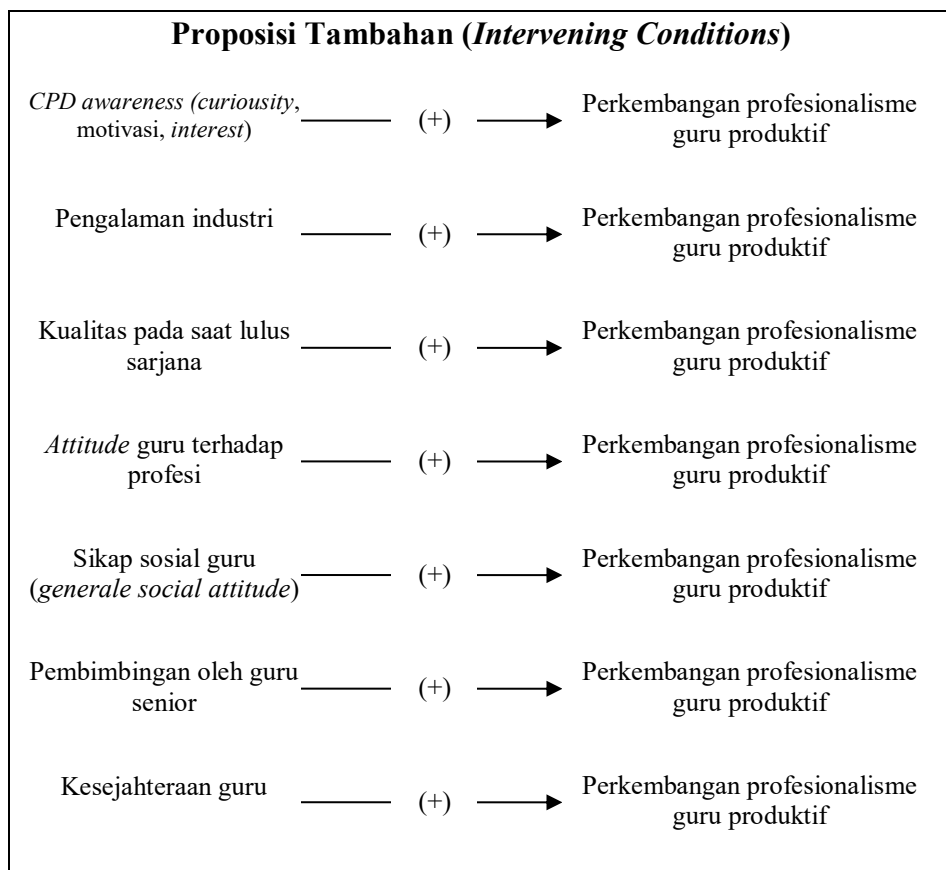 Proposisi Tambahan (Intervening Conditions)
CPD awareness (curiousity,
motivasi, interest)
(+)
Perkembangan profesionalisme
guru produktif
Pengalaman industri
(+)
Perkembangan profesionalisme
guru produktif
Kualitas pada saat lulus
sarjana
(+)
Perkembangan profesionalisme
guru produktif
Attitude guru terhadap
profesi
(+)
Perkembangan profesionalisme
guru produktif
Sikap sosial guru
(generale social attitude)
(+)
Perkembangan profesionalisme
guru produktif
Pembimbingan oleh guru
senior
(+)
Perkembangan profesionalisme
guru produktif
Kesejahteraan guru
(+)
Perkembangan profesionalisme
guru produktif